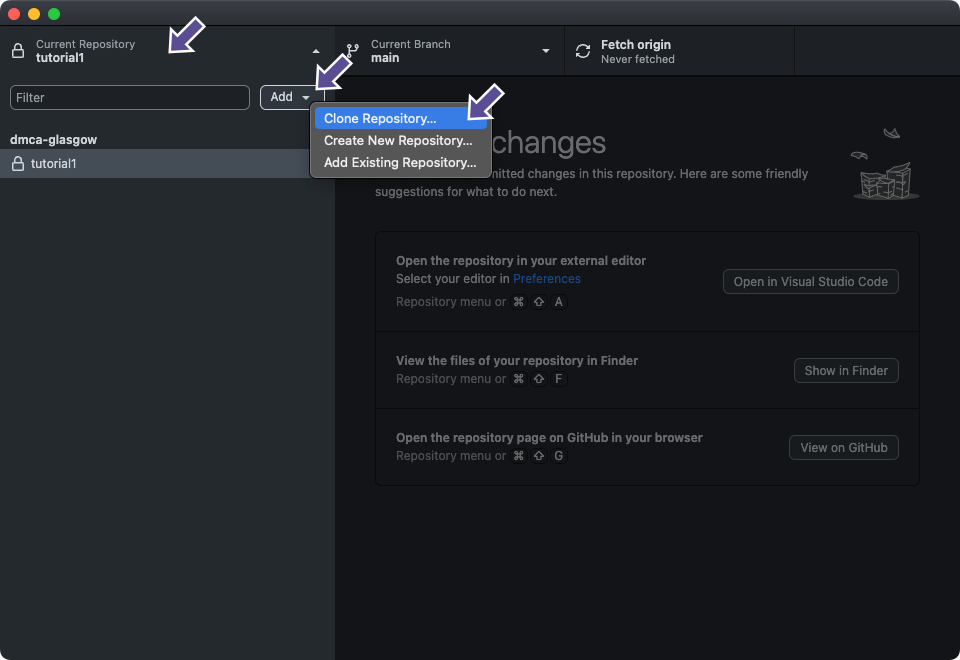 Current Repository
tutorial1
Current Branch
main
Fetch origin
Never fetched
Filter
Add
Clone Repository...
Create New Repository...
Add Existing Repository...
dmca-glasgow
tutorial1
changes
mitted changes in this repository. Here are some friendly
suggestions for what to do next.
Open the repository in your external editor
Select your editor in Preferences
Repository menu or ⌘ ⇧ A
Open in Visual Studio Code
View the files of your repository in Finder
Repository menu or ⌘ ⇧ F
Show in Finder
Open the repository page on GitHub in your browser
Repository menu or ⌘ ⇧ G
View on GitHub